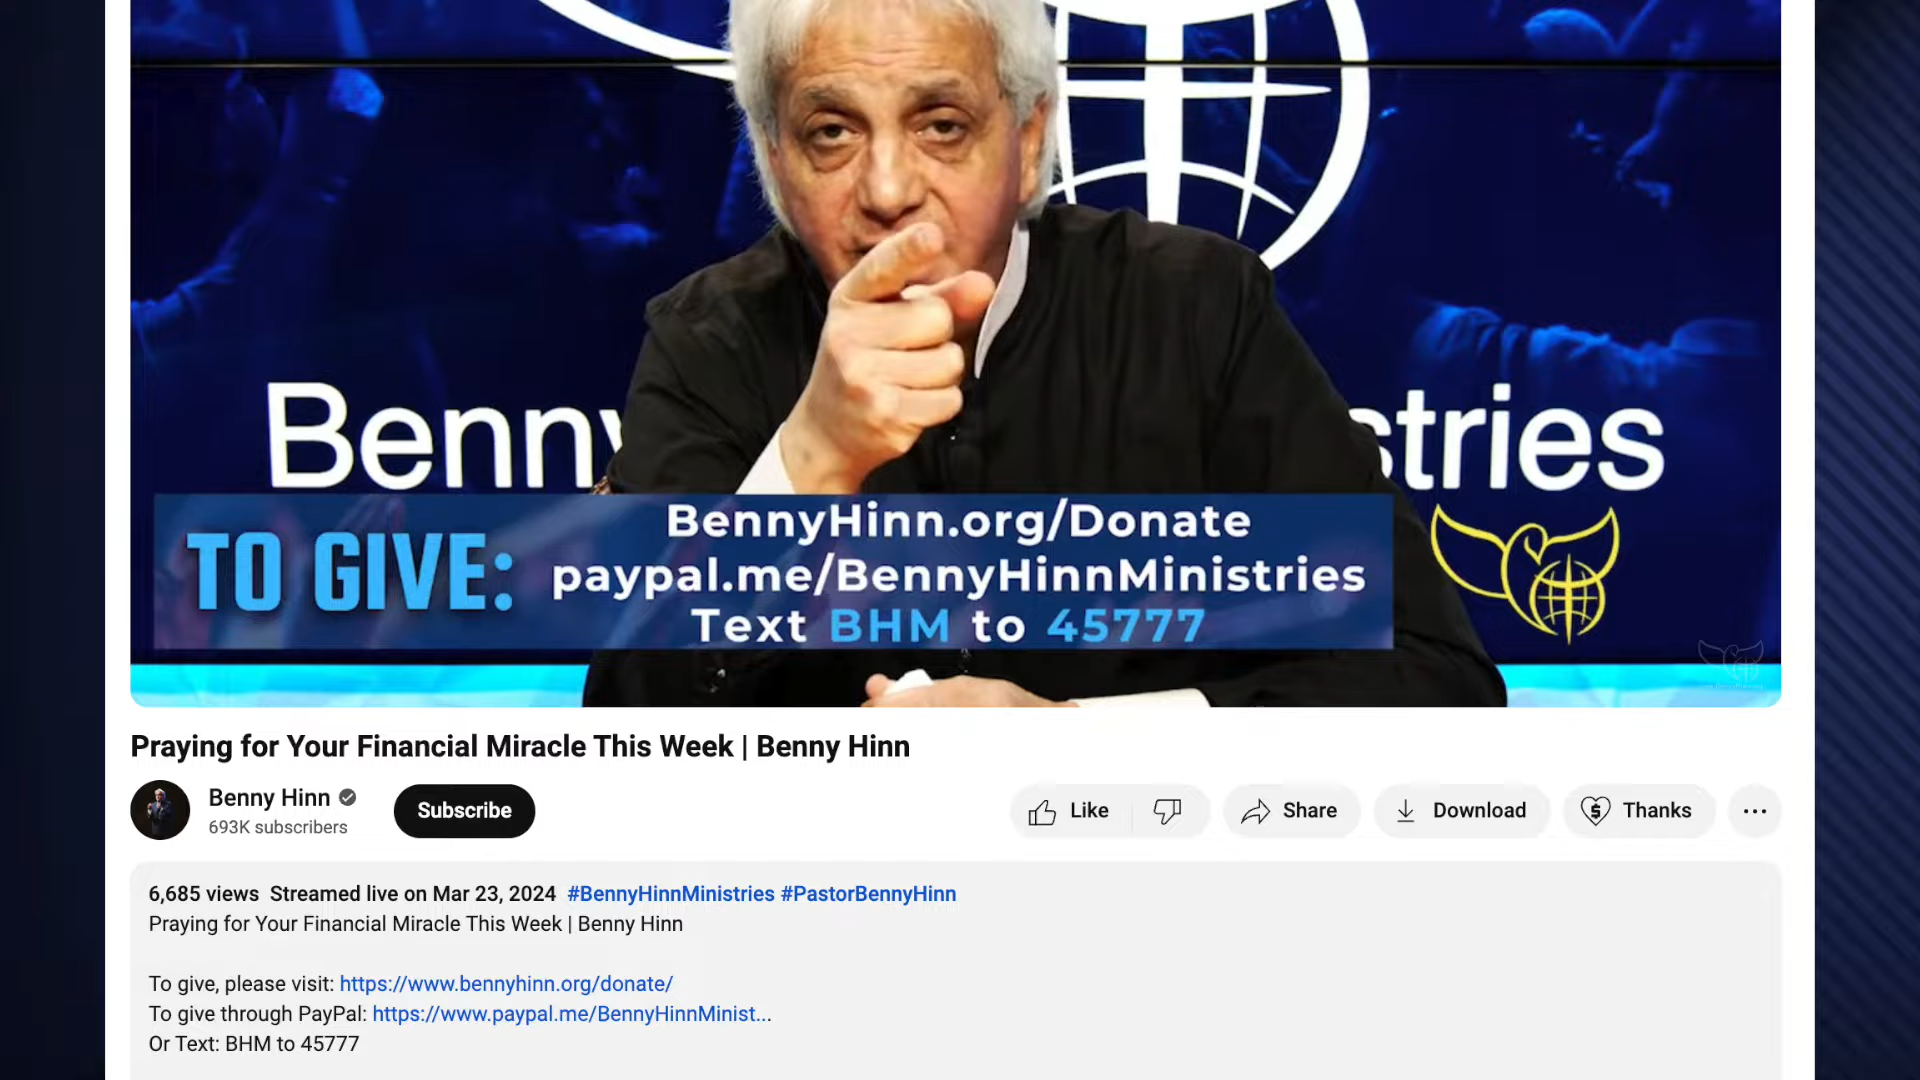 Benny
stries
TO GIVE:
BennyHinn.org/Donate
paypal.me/BennyHinnMinistries
Text BHM to 45777
Praying for Your Financial Miracle This Week | Benny Hinn
Benny Hinn
693K subscribers
Subscribe
Like
Share
Download
Thanks
6,685 views Streamed live on Mar 23, 2024 #BennyHinnMinistries #PastorBennyHinn
Praying for Your Financial Miracle This Week | Benny Hinn
To give, please visit: https://www.bennyhinn.org/donate/
To give through PayPal: https://www.paypal.me/BennyHinnMinist...
Or Text: BHM to 45777